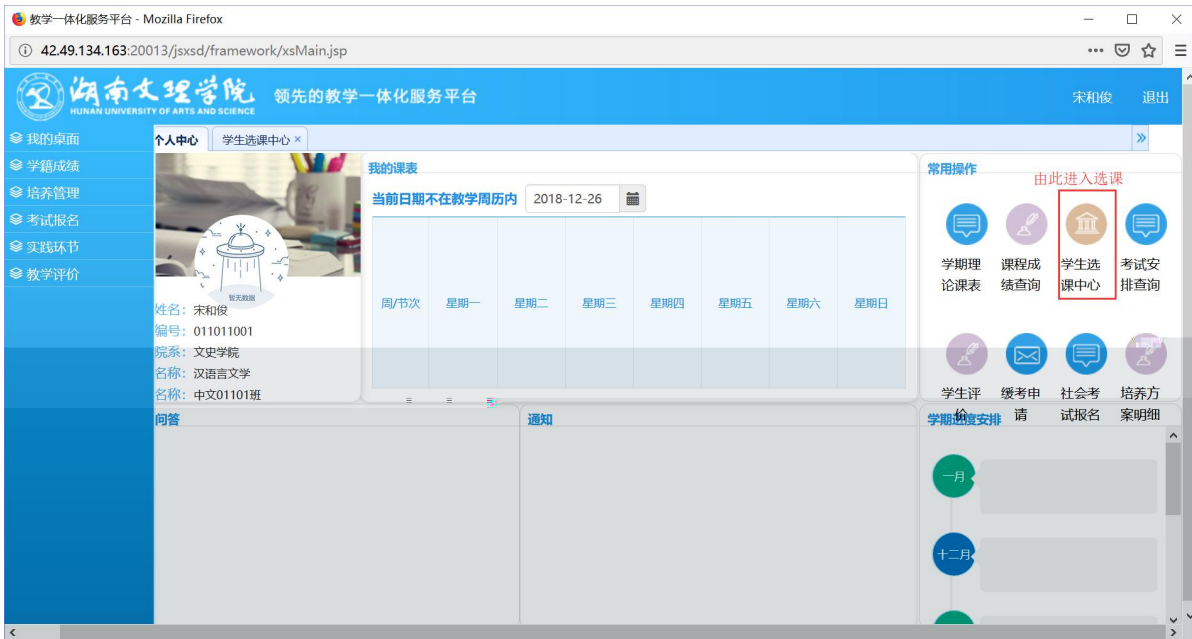 教学一体化服务平台 - Mozilla Firefox
42.49.134.163:20013/jsxsd/framework/xsMain.jsp
湖南文理学院
HUNAN UNIVERSITY OF ARTS AND SCIENCE
领先的教学一体化服务平台
宋和俊 退出
我的桌面
学籍成绩
培养管理
考试报名
实践环节
教学评价
个人中心 学生选课中心 ×
暂无数据
姓名：宋和俊
编号：011011001
院系：文史学院
名称：汉语言文学
名称：中文01101班
我的课表
当前日期不在教学周历内 2018-12-26
周/节次 星期一 星期二 星期三 星期四 星期五 星期六 星期日
常用操作
由此进入选课
学期理论课表
课程成绩查询
学生选课中心
考试安排查询
学生评价
缓考申请
社会考试报名
培养方案明细
问答
通知
学期进度安排
一月
十二月